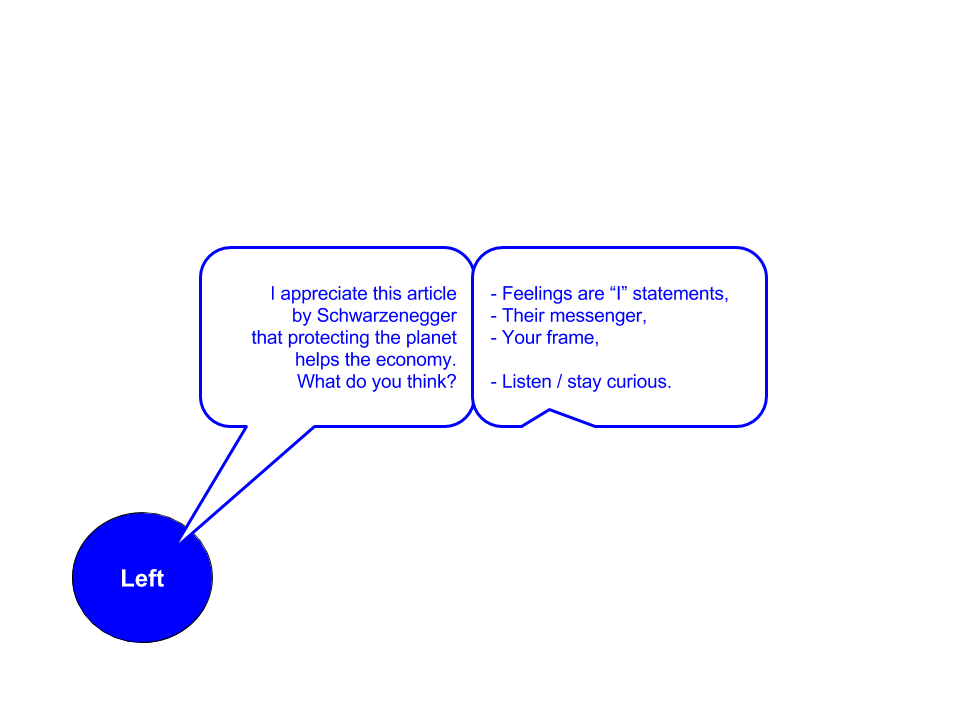 I appreciate this article
by Schwarzenegger
that protecting the planet
helps the economy.
What do you think?
- Feelings are “I” statements,
- Their messenger,
- Your frame,
- Listen / stay curious.
Left